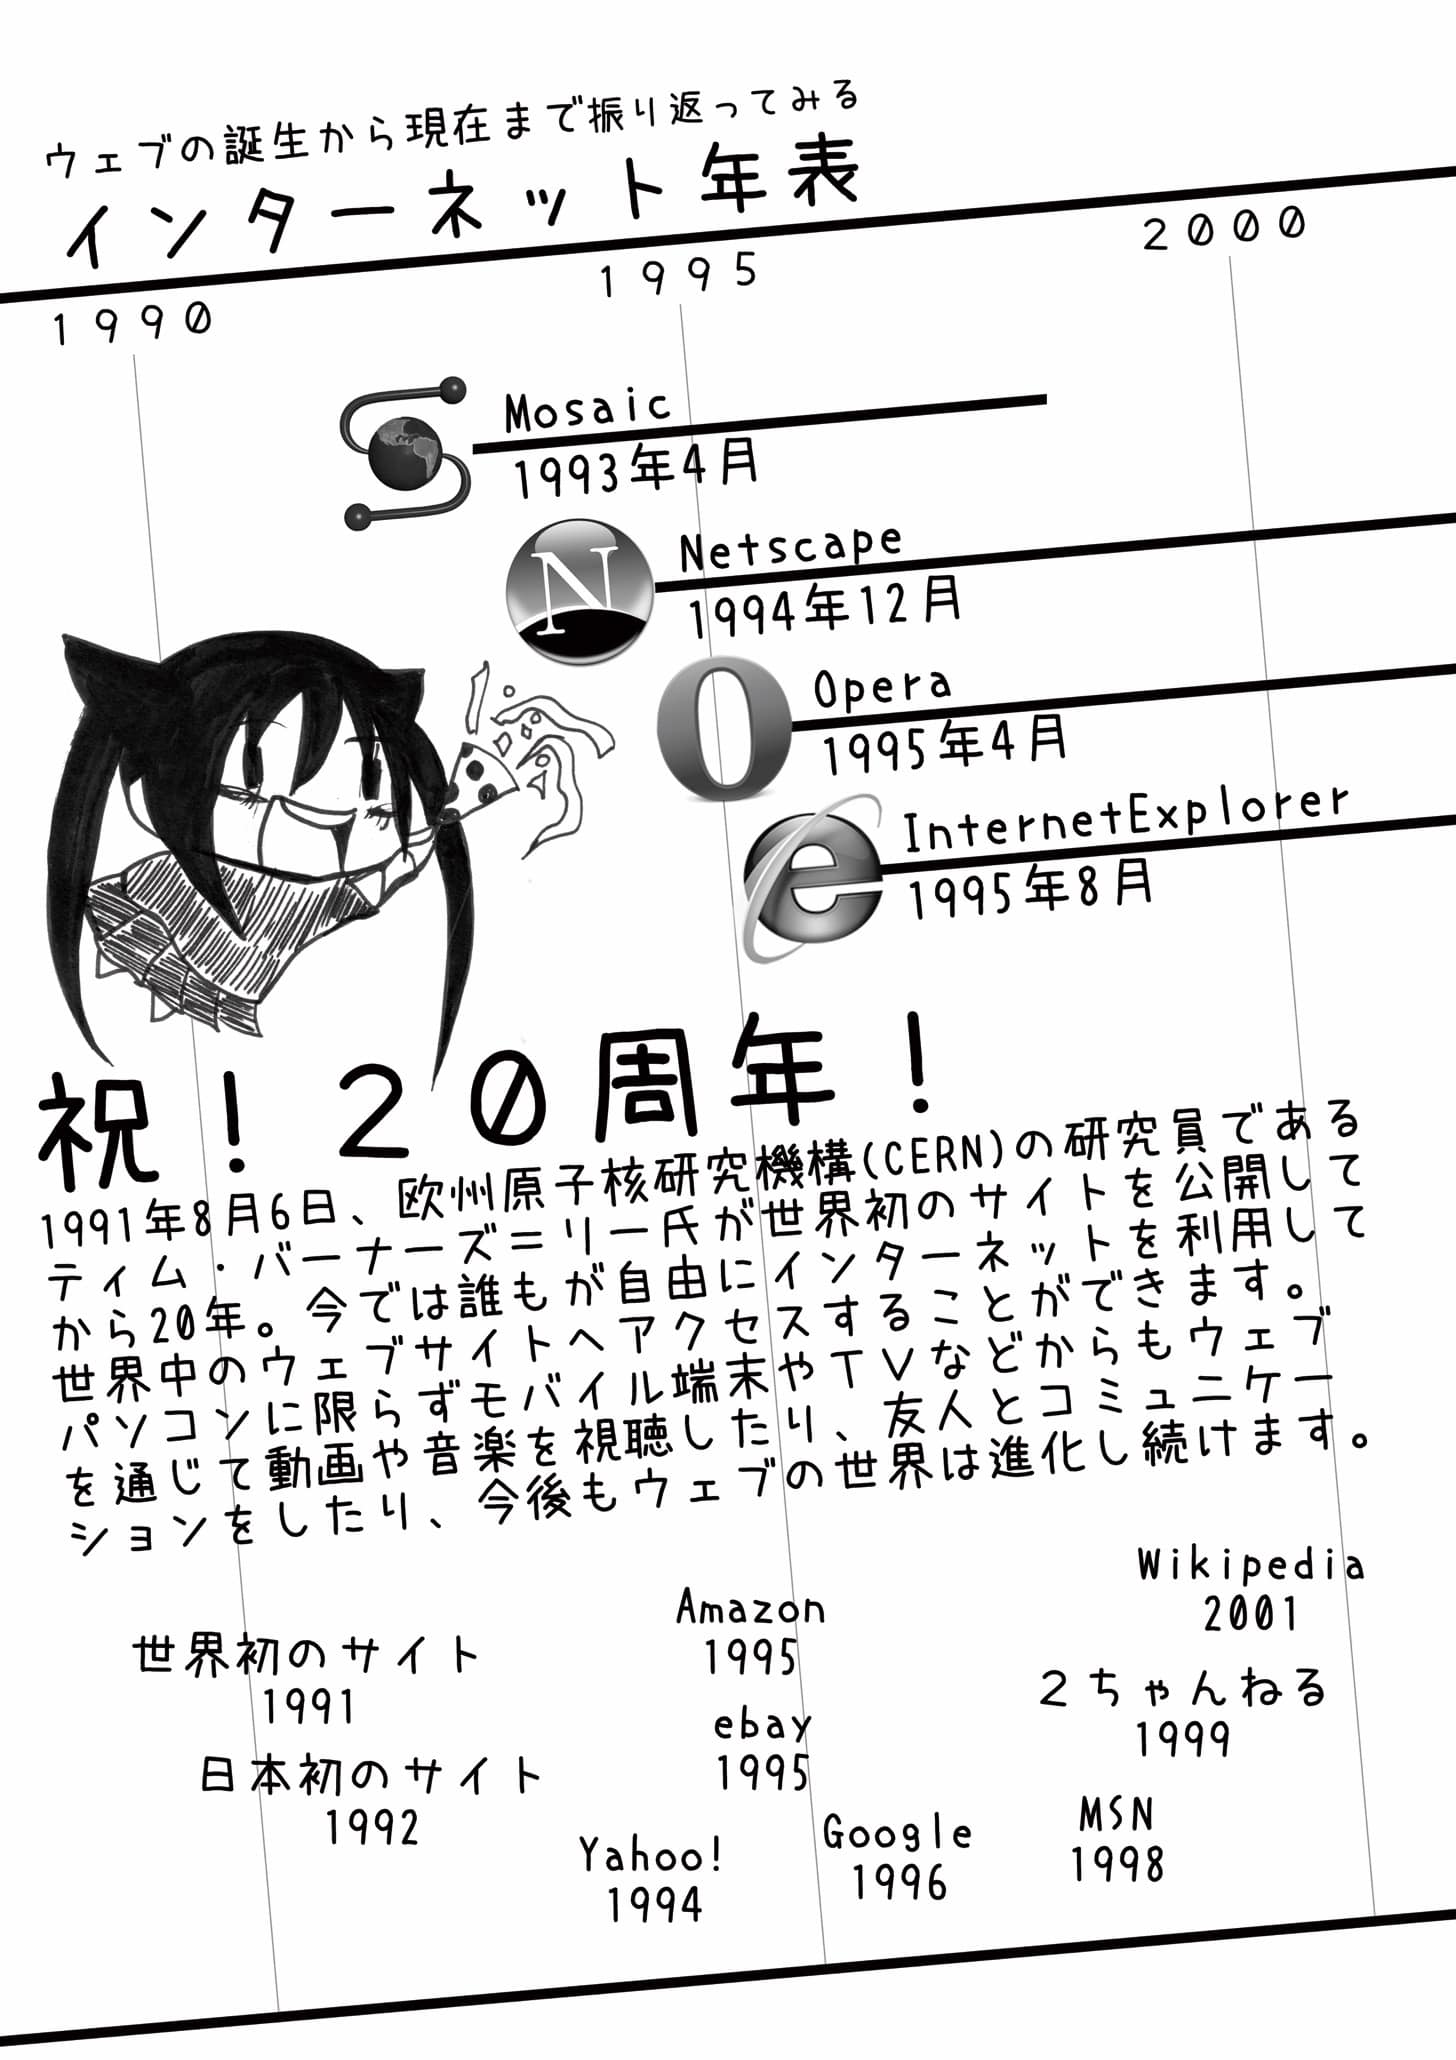 ウェブの誕生から現在まで振り返ってみる
インターネット年表
1990
1995
2000
Mosaic
1993年4月
N
Netscape
1994年12月
Opera
1995年4月
InternetExplorer
1995年8月
祝！20周年！
1991年8月6日、欧州原子核研究機構(CERN)の研究員である
ティム・バーナーズ＝リー氏が世界初のサイトを公開して
から20年。今では誰もが自由にインターネットを利用して
世界中のウェブサイトへアクセスすることができます。
パソコンに限らずモバイル端末やTVなどからもウェブ
を通じて動画や音楽を視聴したり、友人とコミュニケー
ションをしたり、今後もウェブの世界は進化し続けます。
世界初のサイト
1991
日本初のサイト
1992
Yahoo!
1994
Amazon
1995
ebay
1995
Google
1996
MSN
1998
2ちゃんねる
1999
Wikipedia
2001